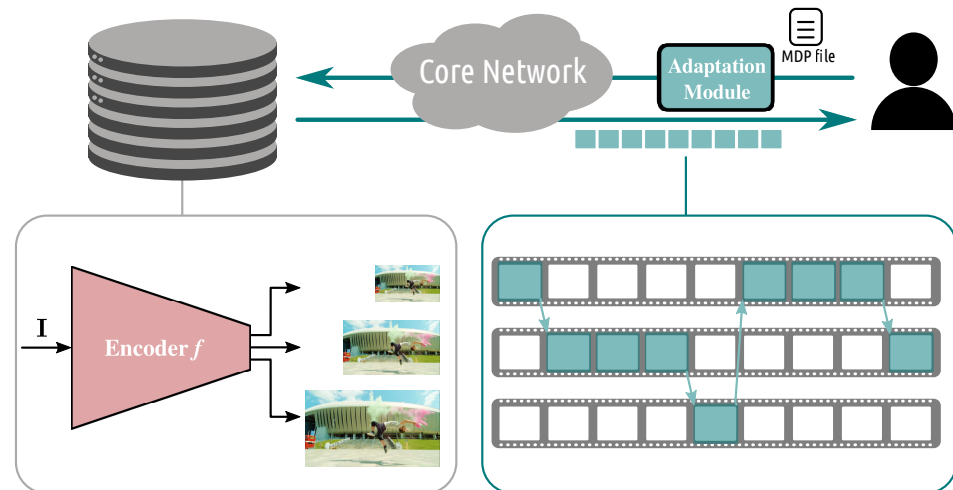 MDP file
Core Network
Adaptation
Module
I
Encoder f